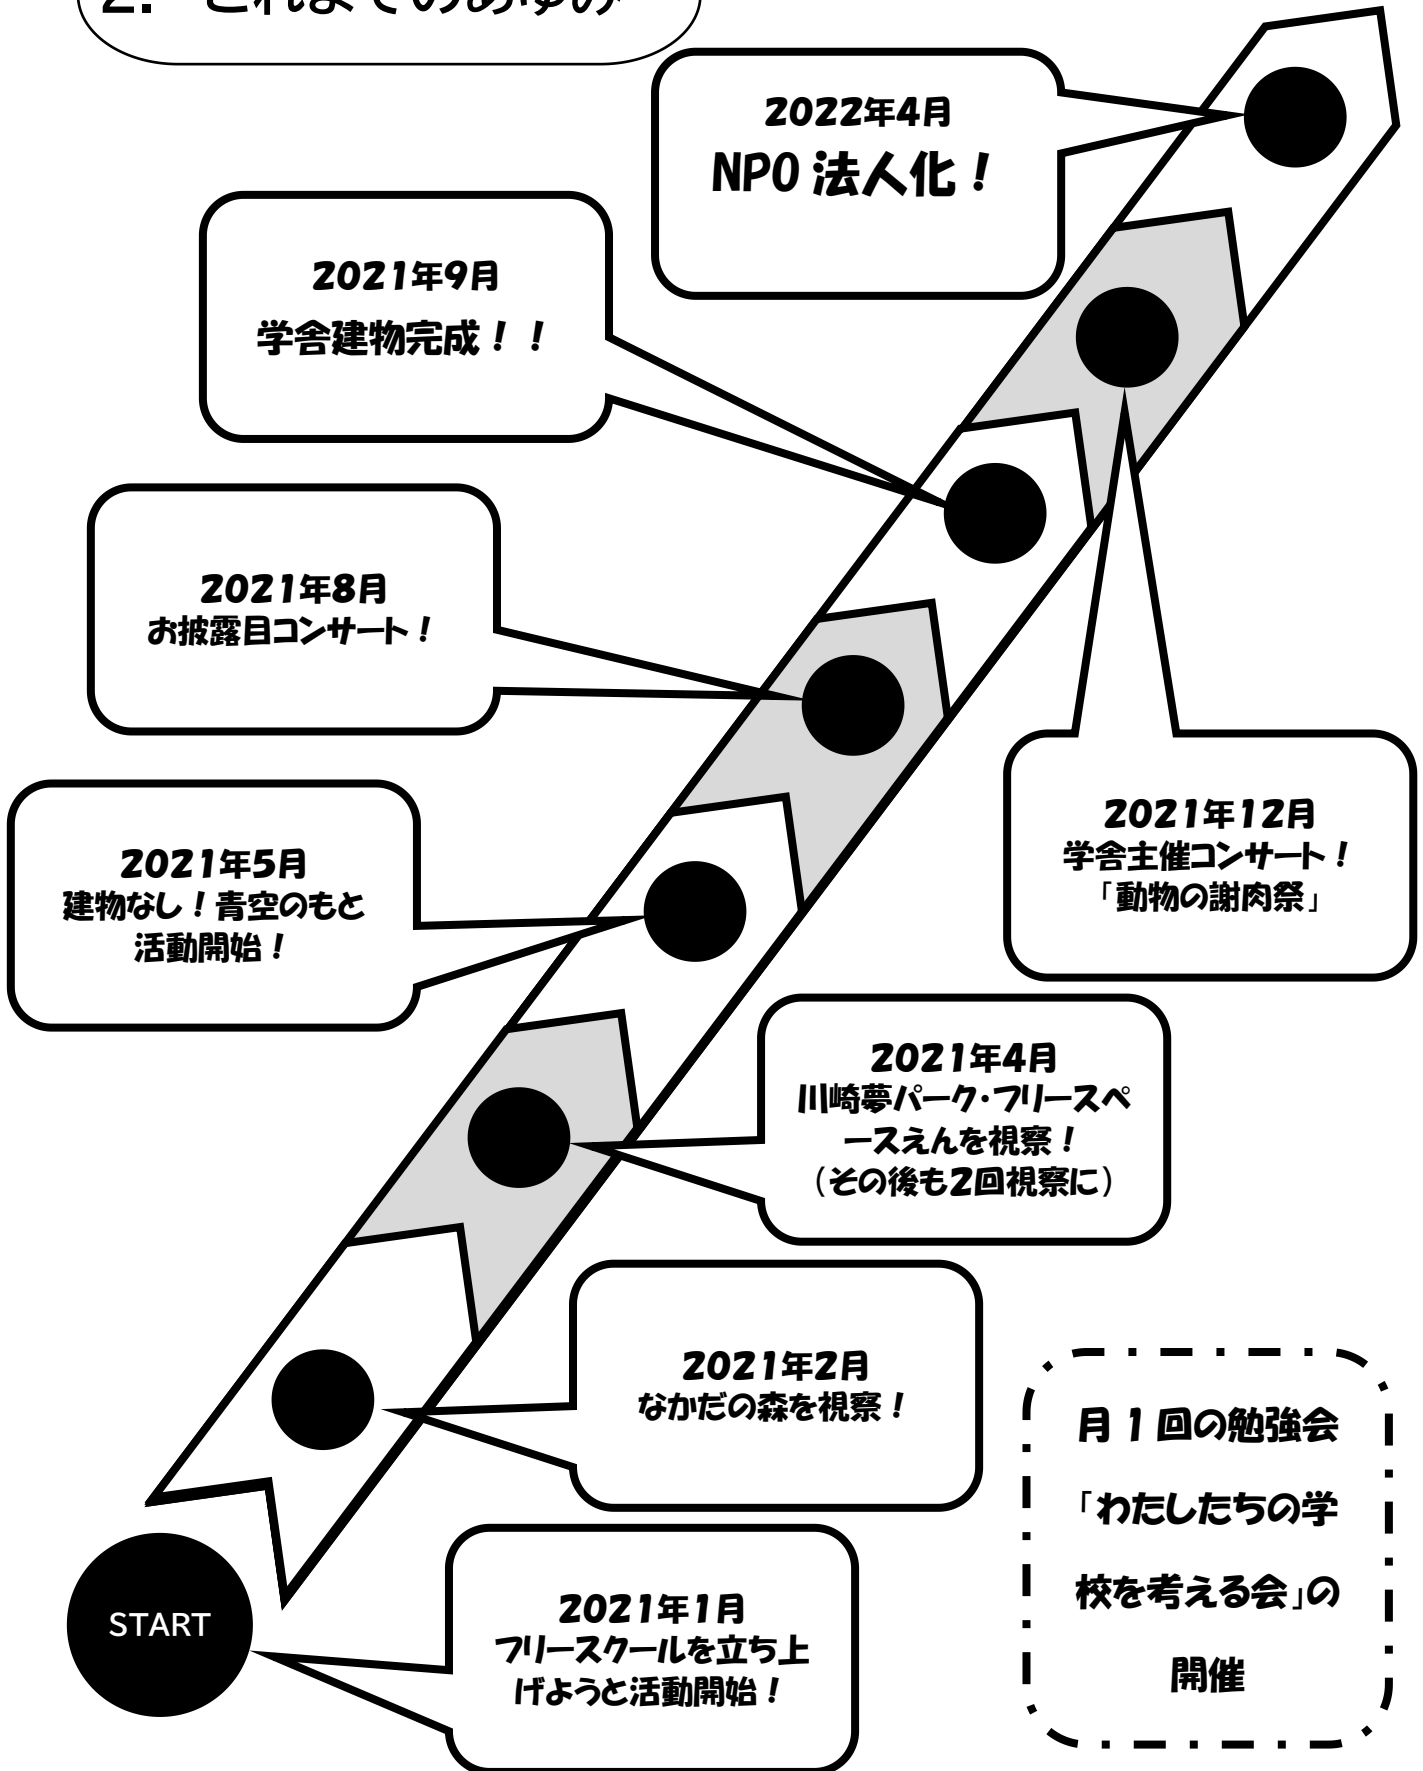 2. これまでのあゆみ
2022年4月
NPO 法人化！
2021年9月
学舎建物完成！！
2021年8月
お披露目コンサート！
2021年12月
学舎主催コンサート！
「動物の謝肉祭」
2021年5月
建物なし！青空のもと
活動開始！
2021年4月
川崎夢パーク・フリースペ
ースえんを視察！
（その後も2回視察に）
2021年2月
なかだの森を視察！
月1回の勉強会
「わたしたちの学
校を考える会」の
開催
START
2021年1月
フリースクールを立ち上
げようと活動開始！